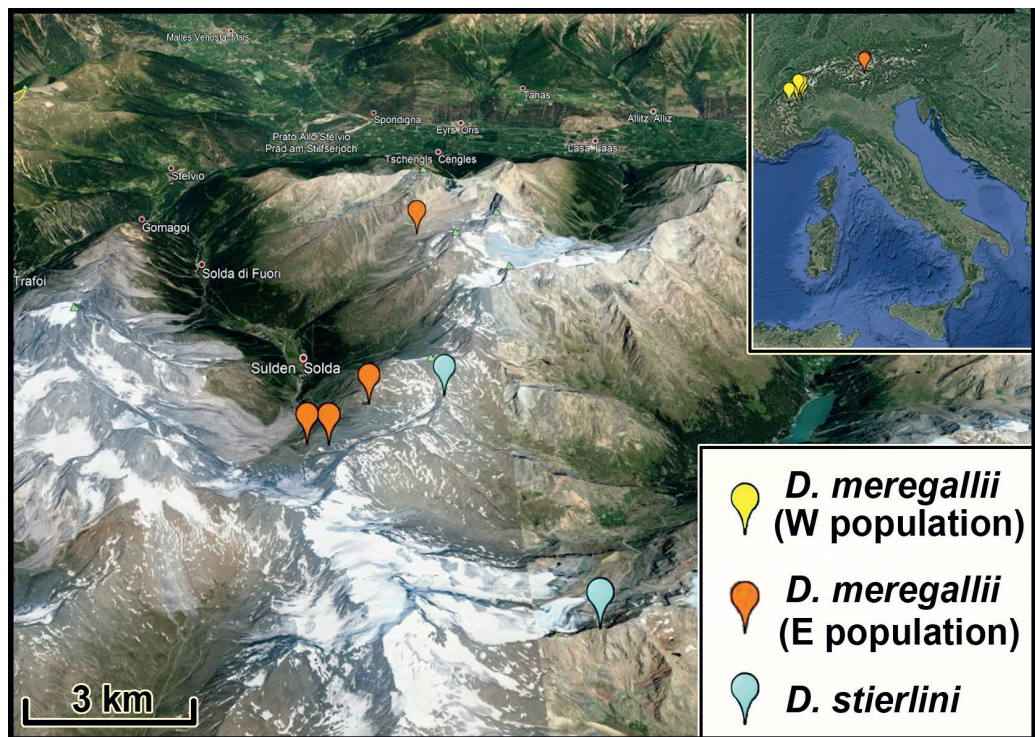 Malles Venosta Mals
Tanas
Spondigna
Allitz Alliz
Eyrs Oris
Prato Allo Stelvio
Prad am Stilfserjoch
Lasa Laas
Tschengls Cengles
Stelvio
Gomagoi
Solda di Fuori
Trafoi
Sulden Solda
3 km
D. meregallii
(W population)
D. meregallii
(E population)
D. stierlini